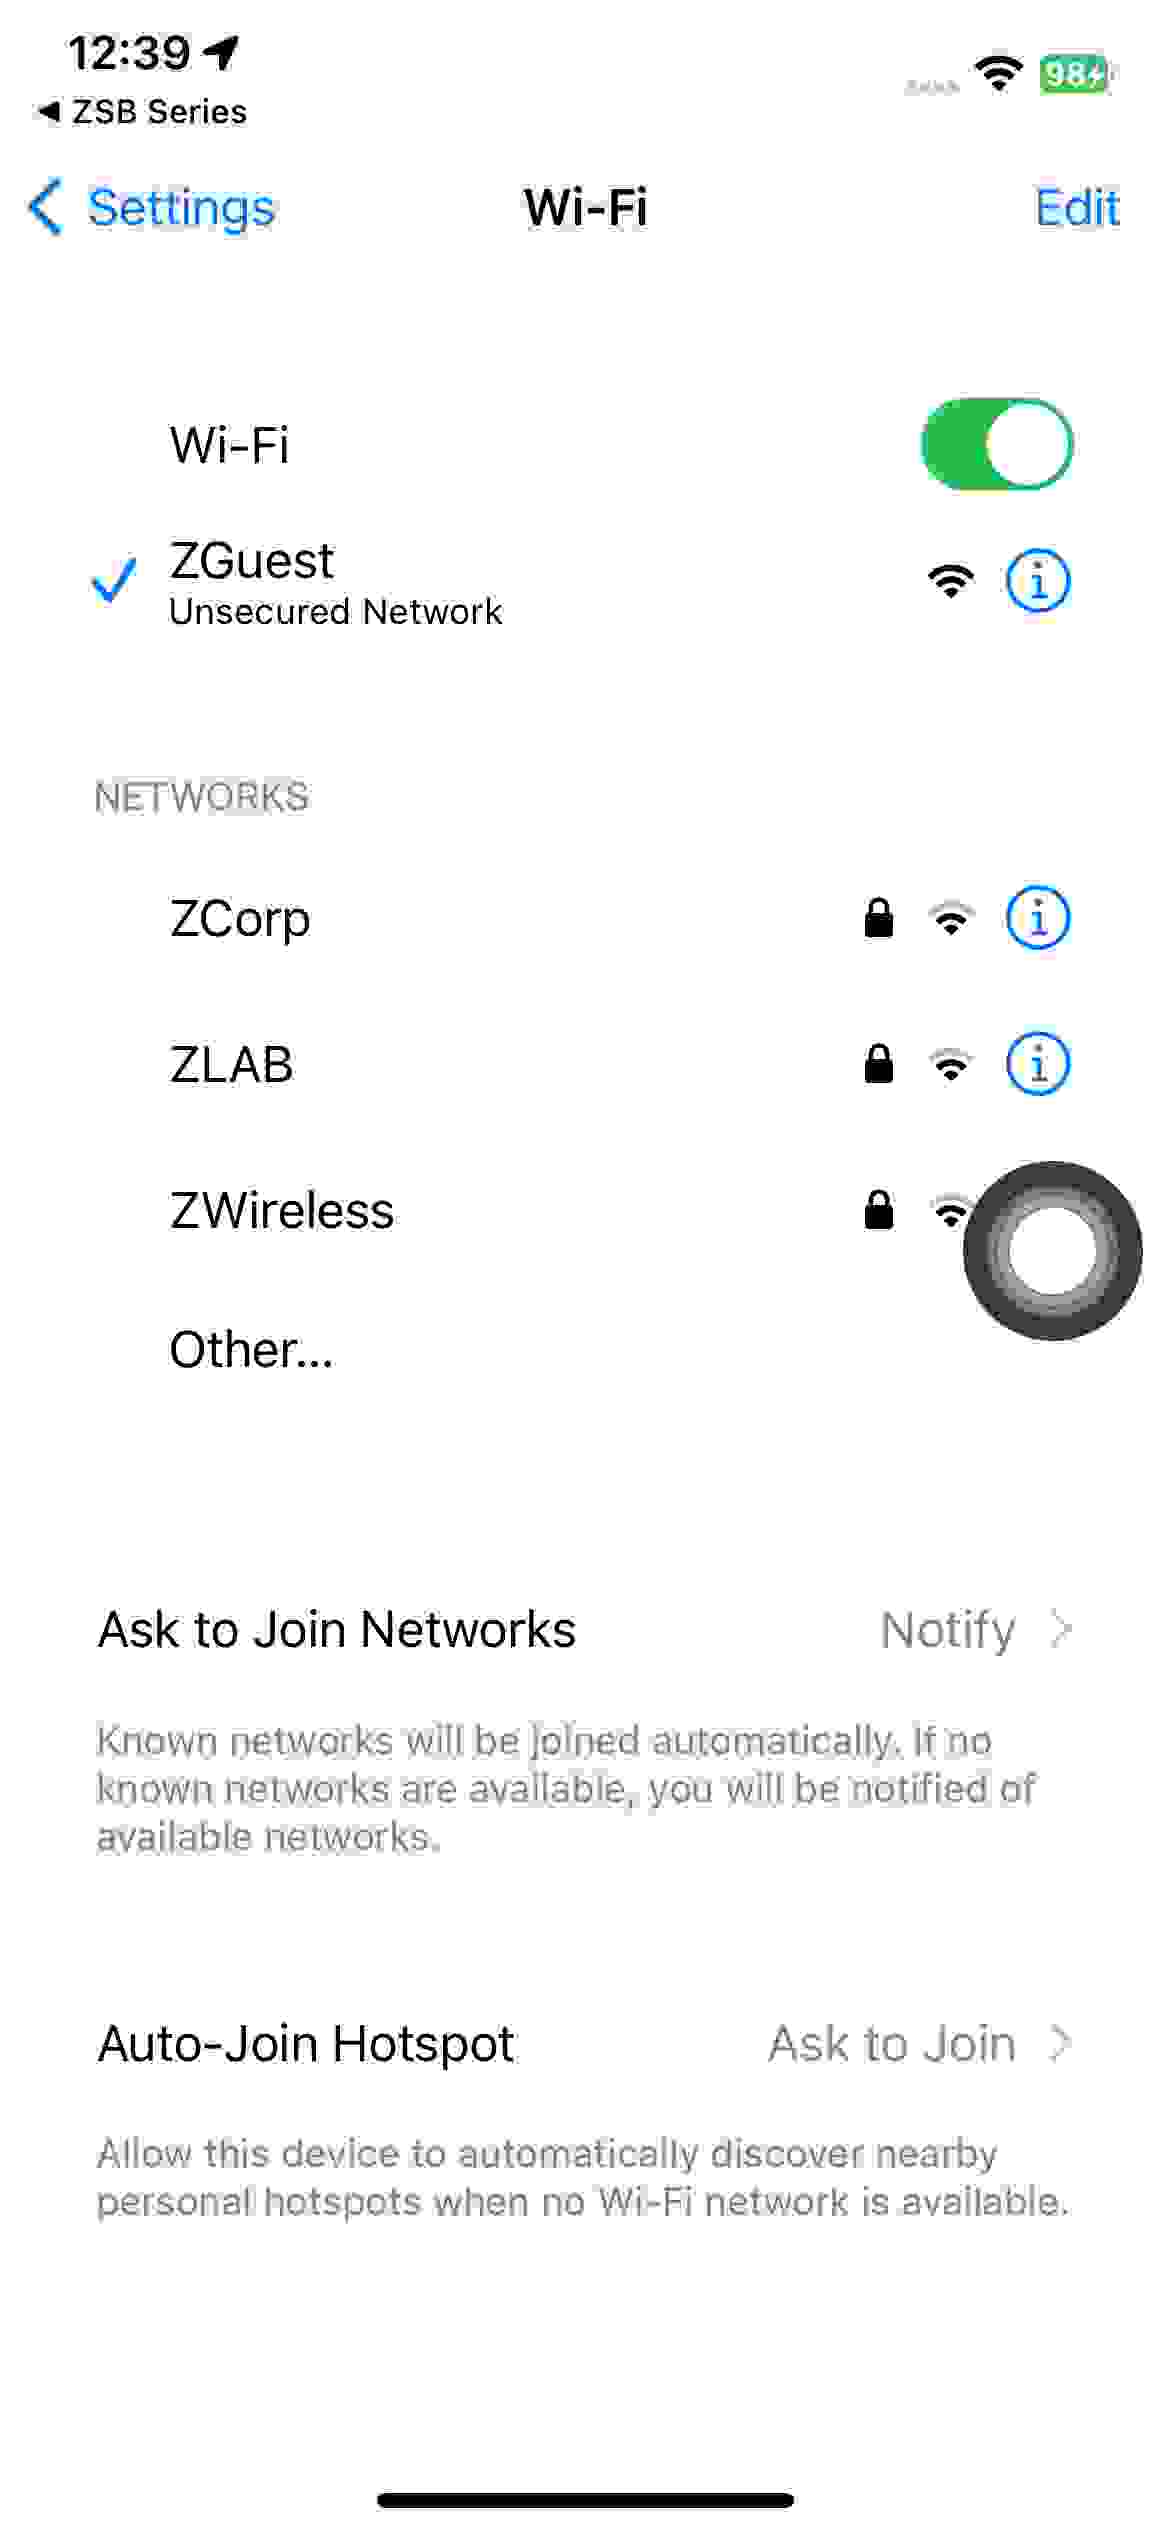 12:39
98
◀ ZSB Series
Settings
Wi-Fi
Edit
Wi-Fi
ZGuest
Unsecured Network
NETWORKS
ZCorp
ZLAB
ZWireless
Other...
Ask to Join Networks
Notify
Known networks will be joined automatically. If no
known networks are available, you will be notified of
available networks.
Auto-Join Hotspot
Ask to Join
Allow this device to automatically discover nearby
personal hotspots when no Wi-Fi network is available.